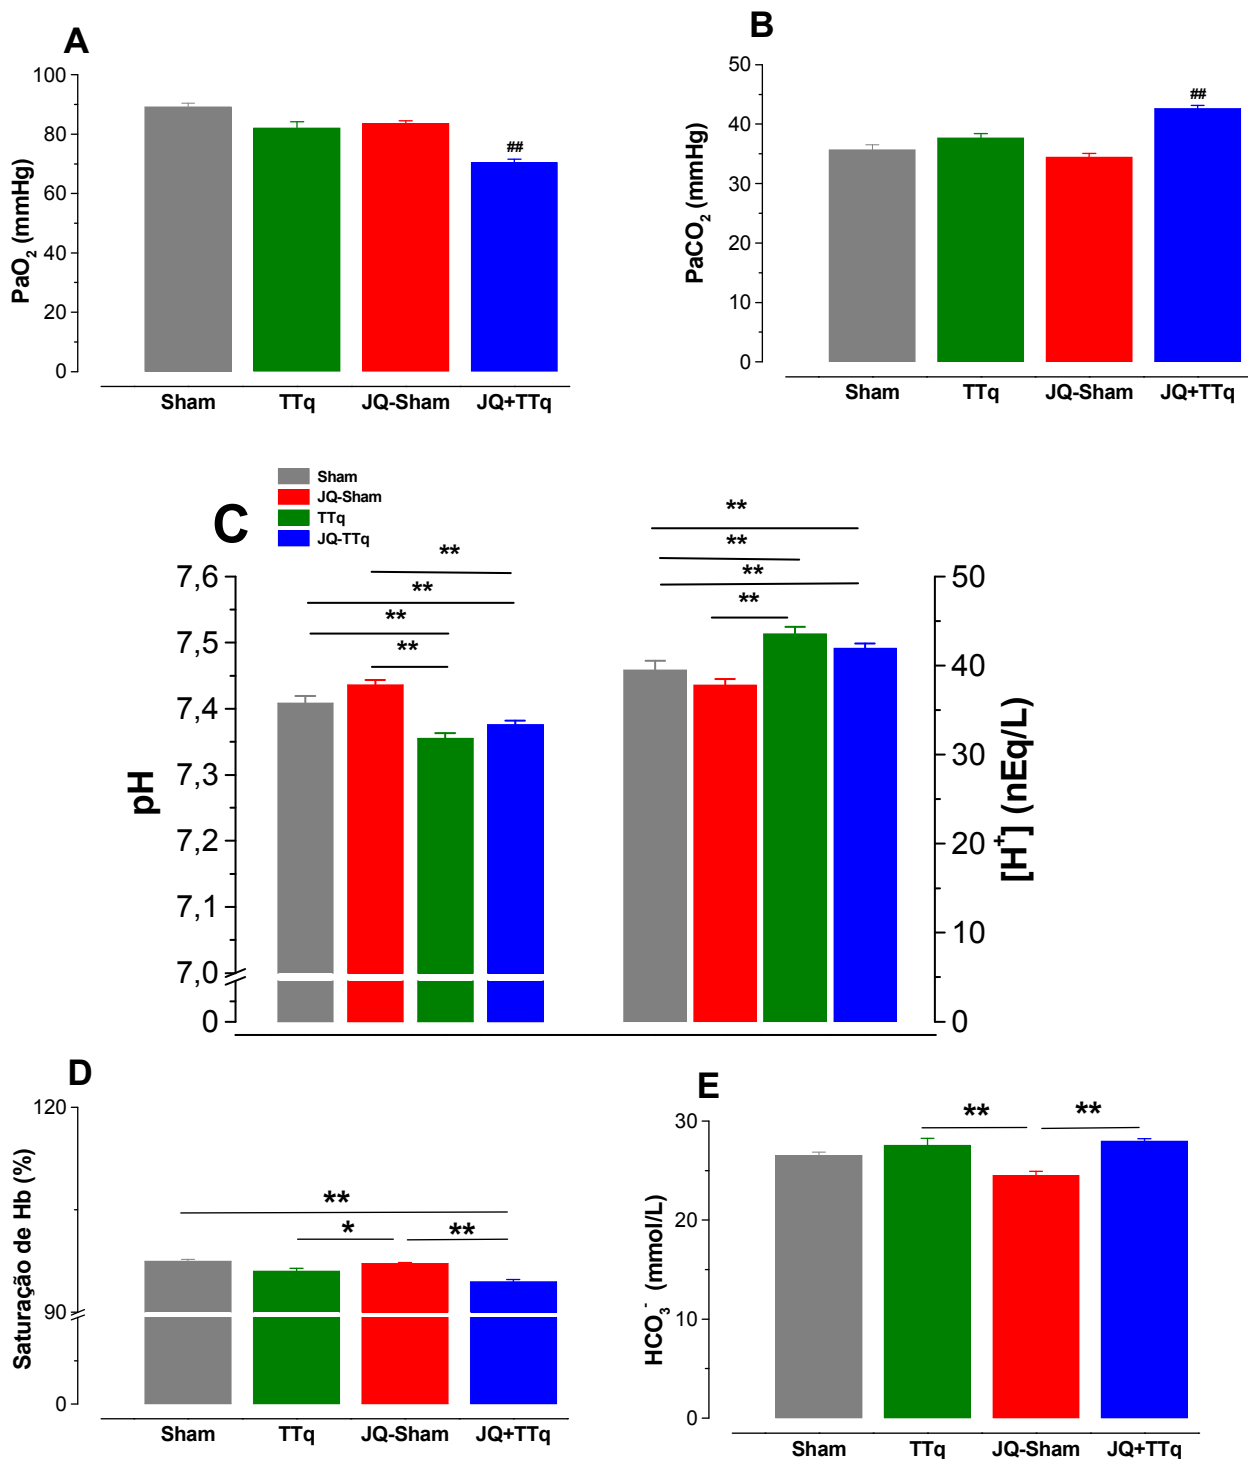 A
PaO2 (mmHg)
100
80
60
40
20
0
##
Sham TTq JQ-Sham JQ+TTq
B
PaCO2 (mmHg)
50
40
30
20
10
0
##
Sham TTq JQ-Sham JQ+TTq
C
Sham
JQ-Sham
TTq
JQ-TTq
pH
7,6
7,5
7,4
7,3
7,2
7,1
7,0
0
**
**
**
**
**
**
**
**
[H+] (nEq/L)
50
40
30
20
10
0
D
Saturação de Hb (%)
120
90
0
**
* **
Sham TTq JQ-Sham JQ+TTq
E
HCO3- (mmol/L)
30
20
10
0
** **
Sham TTq JQ-Sham JQ+TTq